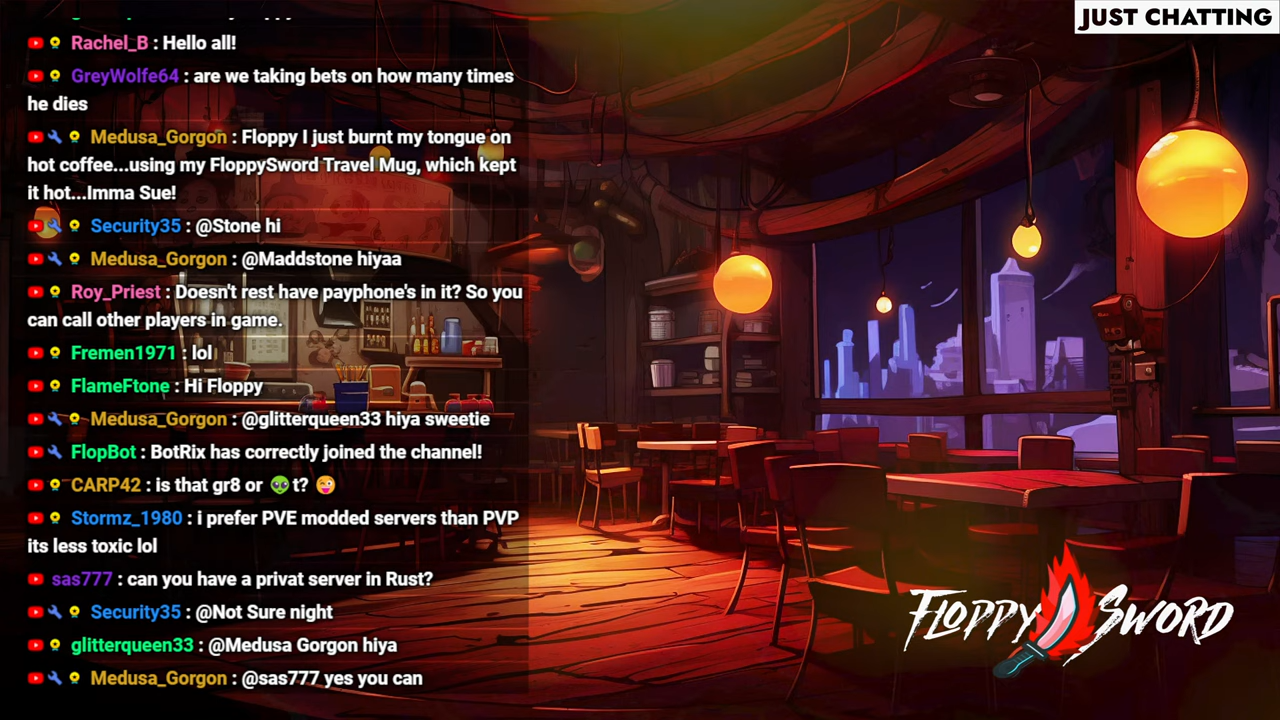 JUST CHATTING
Rachel_B : Hello all!
GreyWolfe64 : are we taking bets on how many times
he dies
Medusa_Gorgon : Floppy I just burnt my tongue on
hot coffee...using my FloppySword Travel Mug, which kept
it hot...Imma Sue!
Security35 : @Stone hi
Medusa_Gorgon : @Maddstone hiyaa
Roy_Priest : Doesn't rest have payphone's in it? So you
can call other players in game.
Fremen1971 : lol
FlameFtone : Hi Floppy
Medusa_Gorgon : @glitterqueen33 hiya sweetie
FlopBot : BotRix has correctly joined the channel!
CARP42 : is that gr8 or 👽t? 🤪
Stormz_1980 : i prefer PVE modded servers than PVP
its less toxic lol
sas777 : can you have a privat server in Rust?
Security35 : @Not Sure night
glitterqueen33 : @Medusa Gorgon hiya
Medusa_Gorgon : @sas777 yes you can
FLOPPY SWORD